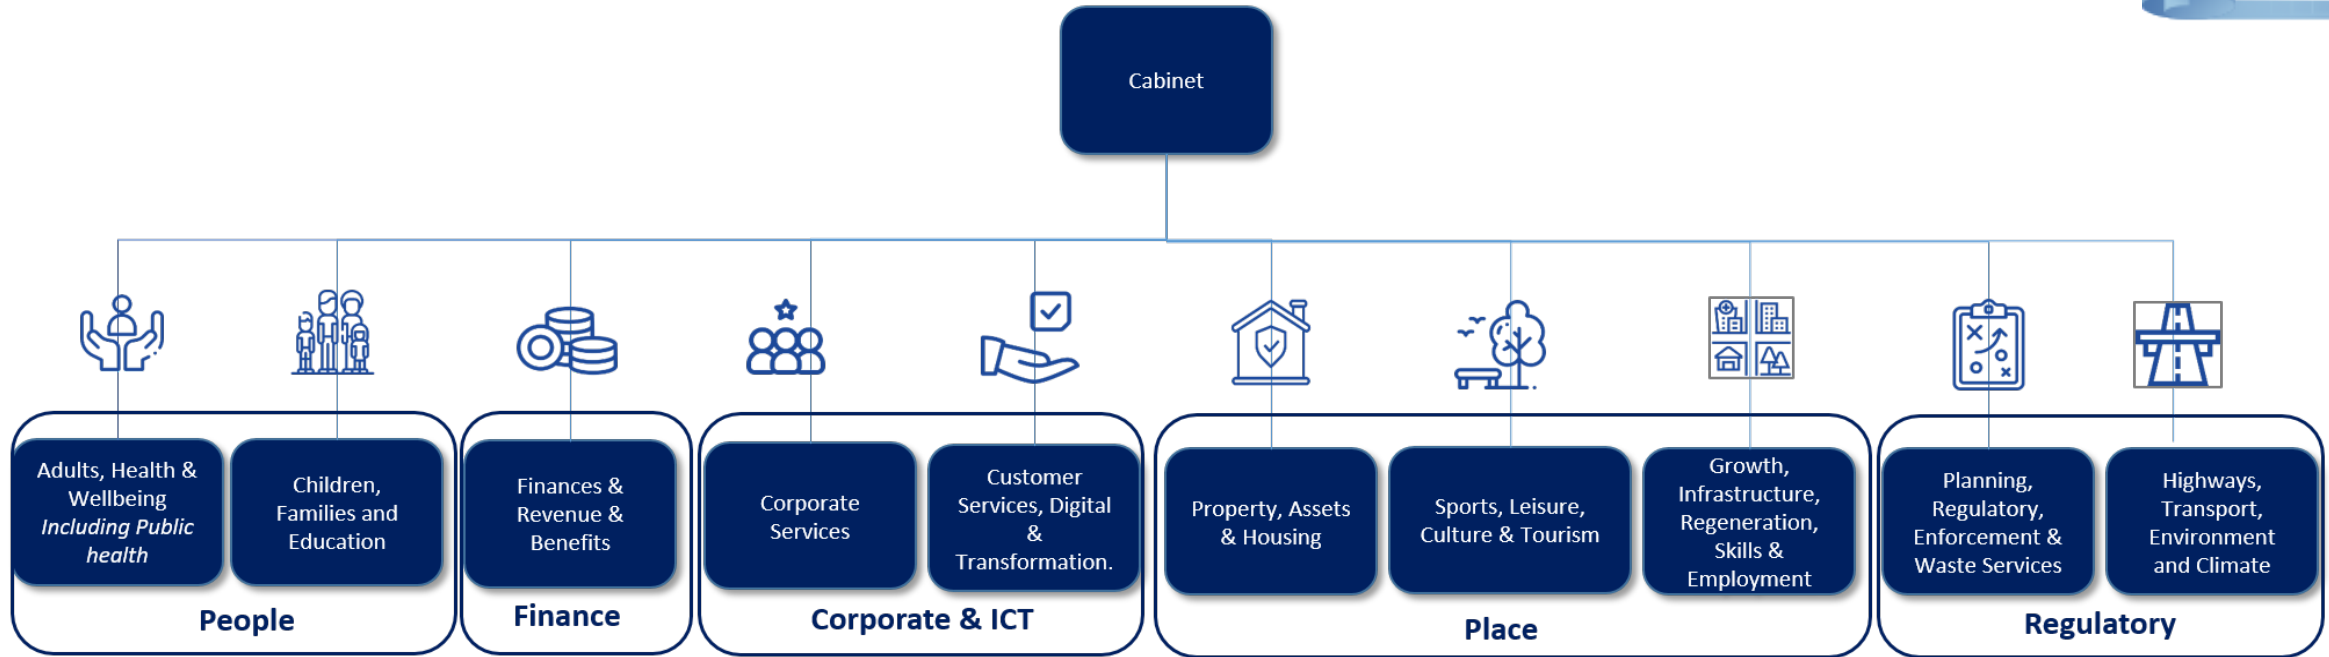 Cabinet
Adults, Health &
Wellbeing
Including Public
health
Children,
Families and
Education
Finances &
Revenue &
Benefits
Corporate
Services
Customer
Services, Digital
&
Transformation.
Property, Assets
& Housing
Sports, Leisure,
Culture & Tourism
Growth,
Infrastructure,
Regeneration,
Skills &
Employment
Planning,
Regulatory,
Enforcement &
Waste Services
Highways,
Transport,
Environment
and Climate
People
Finance
Corporate & ICT
Place
Regulatory